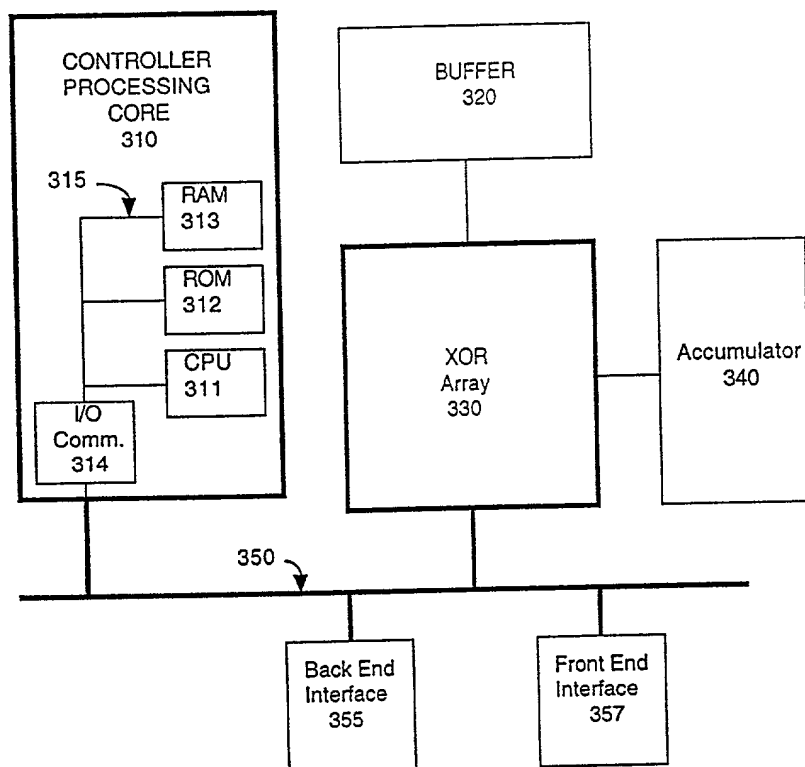 CONTROLLER
PROCESSING
CORE
310
315
RAM
313
ROM
312
CPU
311
I/O
Comm.
314
BUFFER
320
XOR
Array
330
Accumulator
340
350
Back End
Interface
355
Front End
Interface
357